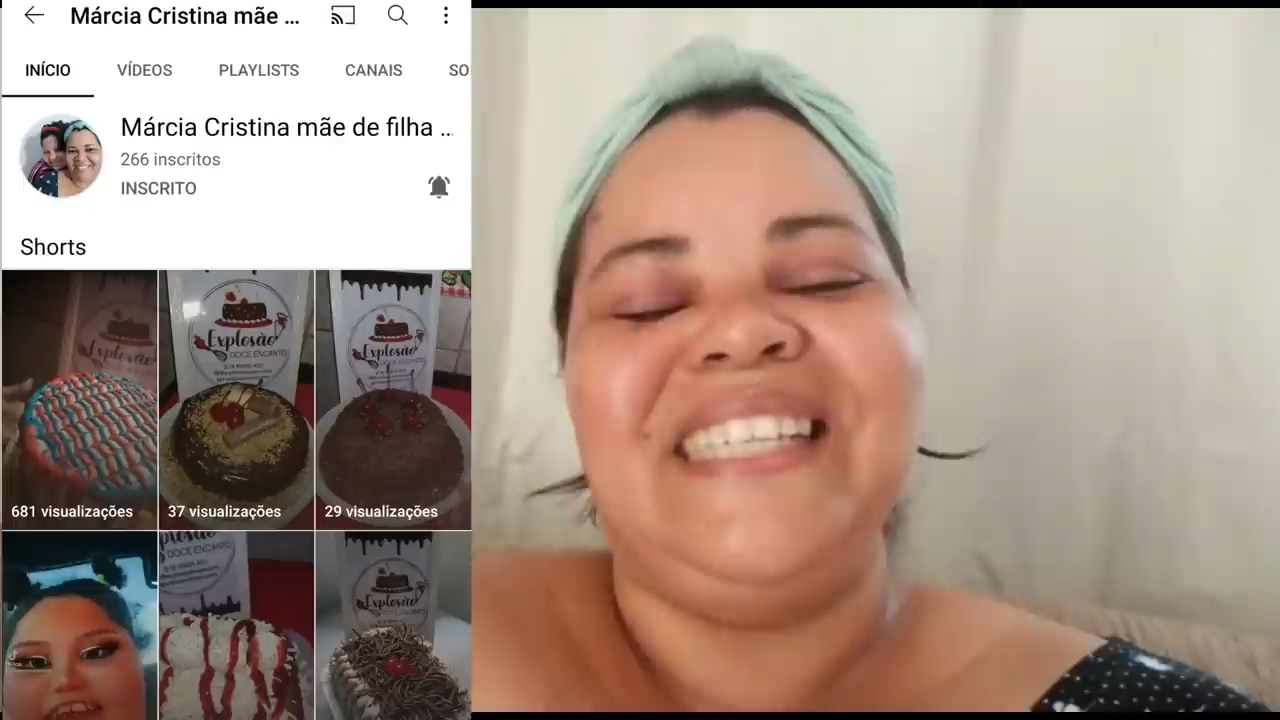 Márcia Cristina mãe ...
INÍCIO VÍDEOS PLAYLISTS CANAIS SO
Márcia Cristina mãe de filha ...
266 inscritos
INSCRITO
Shorts
Explosão
DOCE ENCANTO
Explosão
681 visualizações
37 visualizações
29 visualizações
DOCE ENCANTO
Explosão